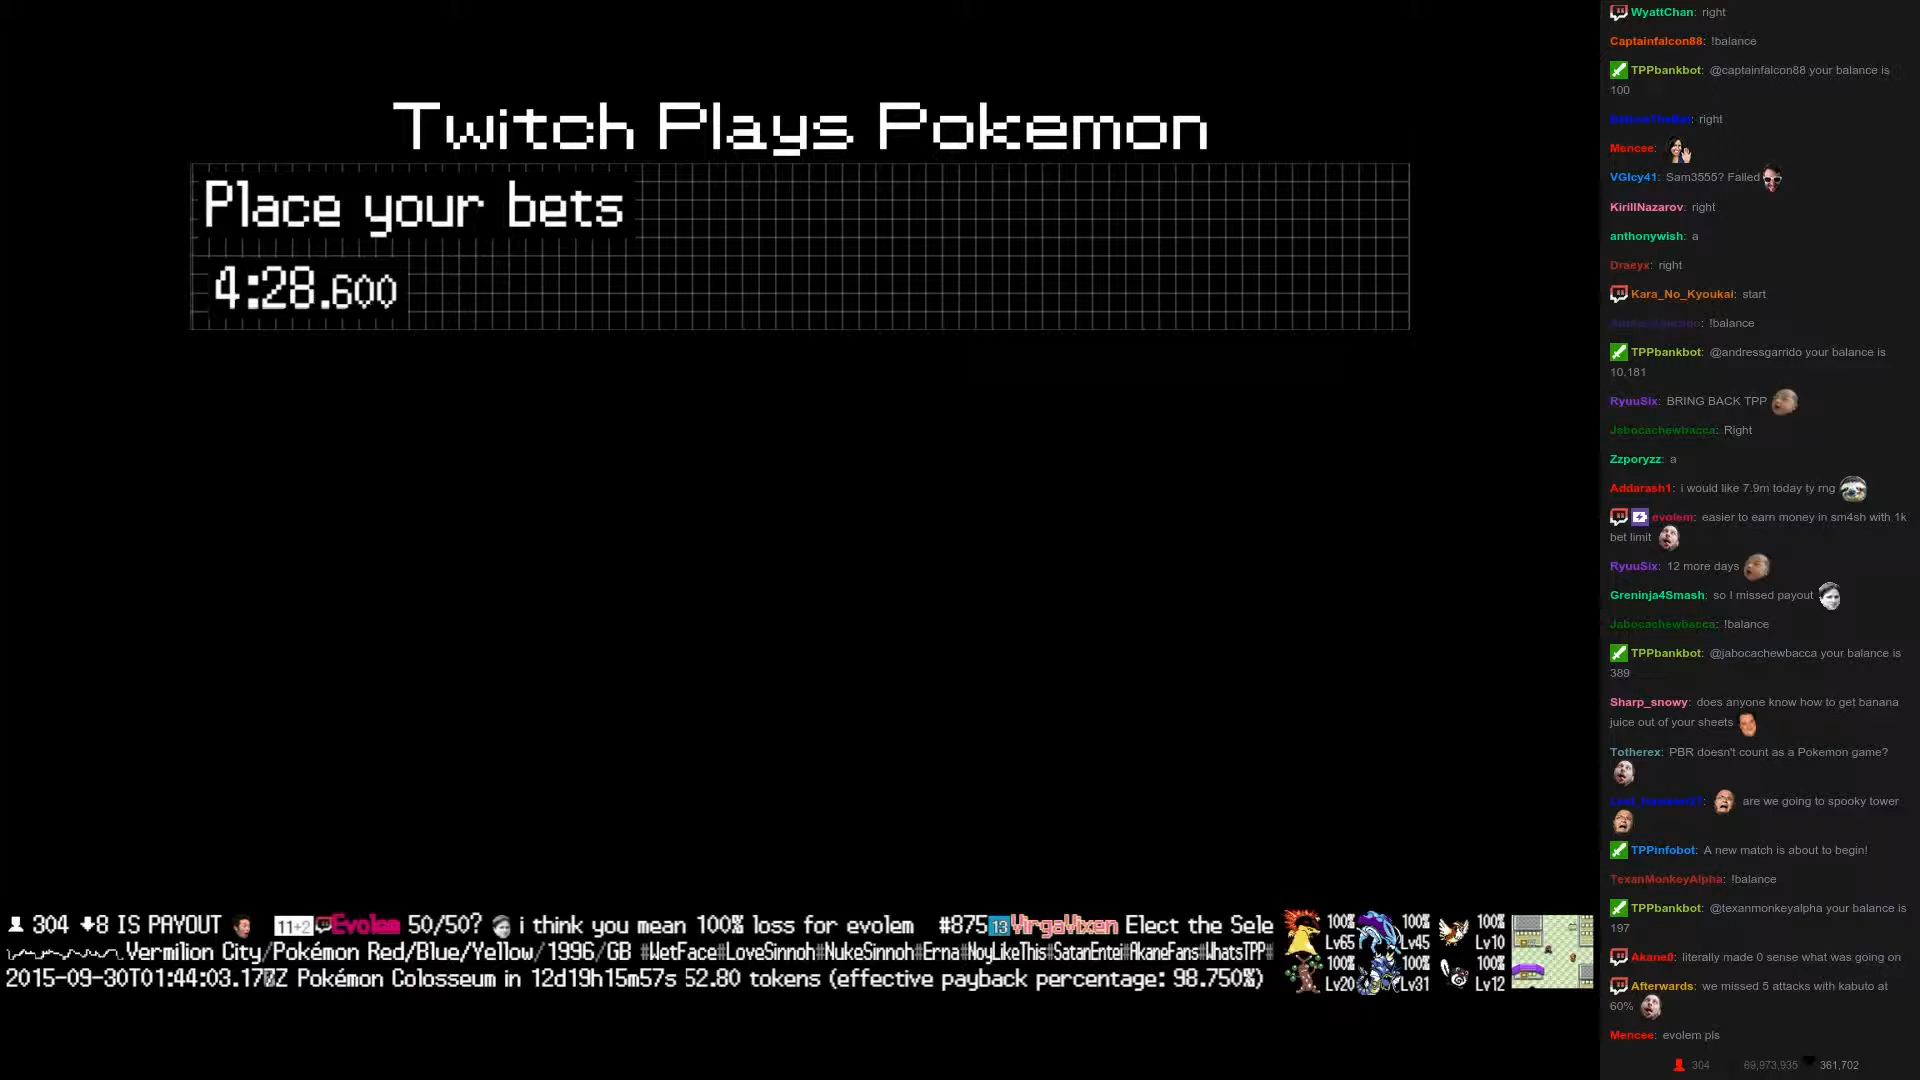 Twitch Plays Pokemon
Place your bets
4:28.600
304 8 IS PAYOUT 11+2 Evolem 50/50? i think you mean 100% loss for evolem #875 13 VirgaVixen Elect the Sele
Vermilion City/Pokémon Red/Blue/Yellow/1996/GB #WetFace#LoveSinnoh#NukeSinnoh#Erna#NoyLikeThis#SatanEntei#AkaneFans#WhatsTPP#
Pokémon Colosseum in 12d19h15m57s 52.80 tokens (effective payback percentage: 98.750%)
100% 100% 100%
Lv65 Lv45 Lv10
100% 100% 100%
Lv20 Lv31 Lv12
WyattChan: right
Captainfalcon88: !balance
TPPbankbot: @captainfalcon88 your balance is
100
: right
Mencee:
VGIcy41: Sam3555? Failed
KirillNazarov: right
anthonywish: a
Draeyx: right
Kara_No_Kyoukai: start
: !balance
TPPbankbot: @andressgarrido your balance is
10.181
RyuuSix: BRING BACK TPP
Jabocachewbacca: Right
Zzporyzz: a
Addarash1: i would like 7.9m today ty rng
evolem: easier to earn money in sm4sh with 1k
bet limit
RyuuSix: 12 more days
Greninja4Smash: so I missed payout
Jabocachewbacca: !balance
TPPbankbot: @jabocachewbacca your balance is
389
Sharp_snowy: does anyone know how to get banana
juice out of your sheets
Totherex: PBR doesn't count as a Pokemon game?
: are we going to spooky tower
TPPinfobot: A new match is about to begin!
TexanMonkeyAlpha: !balance
TPPbankbot: @texanmonkeyalpha your balance is
197
Akane0: literally made 0 sense what was going on
Afterwards: we missed 5 attacks with kabuto at
60%
Mencee: evolem pls
304 69,973,935 361,702